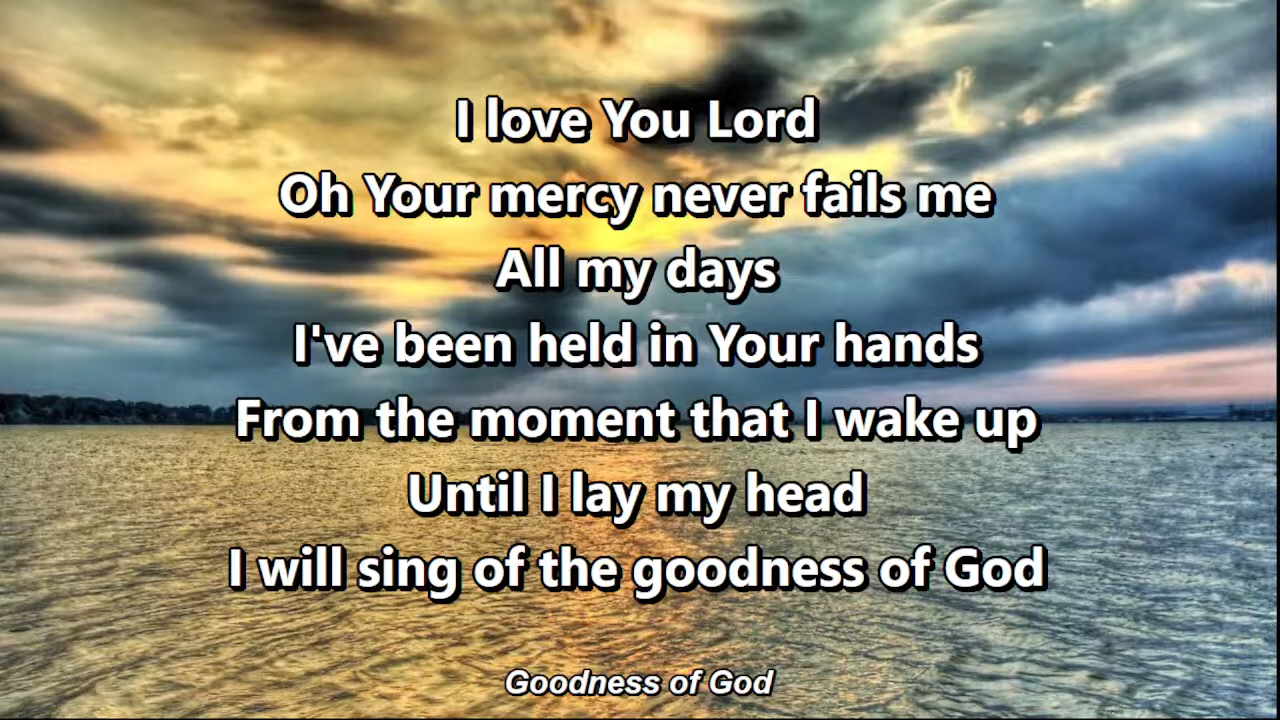 I love You Lord
Oh Your mercy never fails me
All my days
I've been held in Your hands
From the moment that I wake up
Until I lay my head
I will sing of the goodness of God
Goodness of God